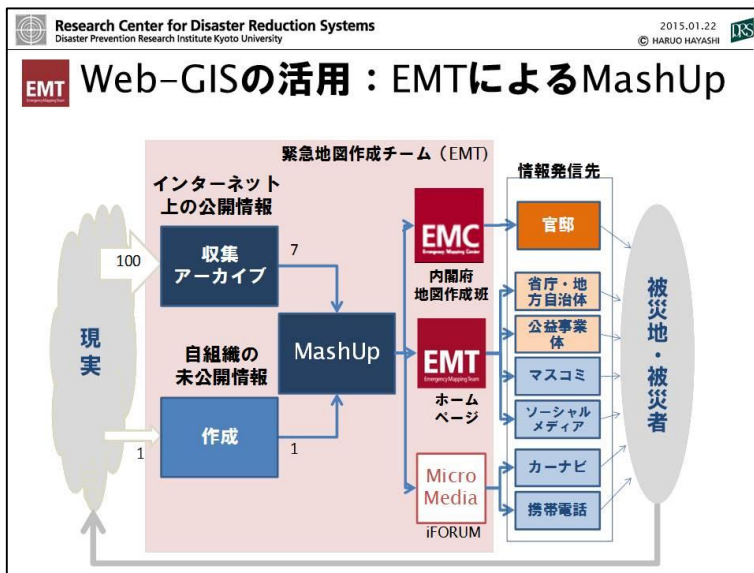 Research Center for Disaster Reduction Systems
Disaster Prevention Research Institute Kyoto University
2015.01.22
© HARUO HAYASHI
DRS
EMT
Web-GISの活用：EMTによるMashUp
緊急地図作成チーム（EMT）
情報発信先
インターネット
上の公開情報
現実
100
収集
アーカイブ
7
自組織の
未公開情報
1
作成
1
MashUp
EMC
Emergency Mapping Center
内閣府
地図作成班
EMT
Emergency Mapping Team
ホーム
ページ
Micro
Media
iFORUM
官邸
省庁・地
方自治体
公益事業
体
マスコミ
ソーシャル
メディア
カーナビ
携帯電話
被災地・被災者